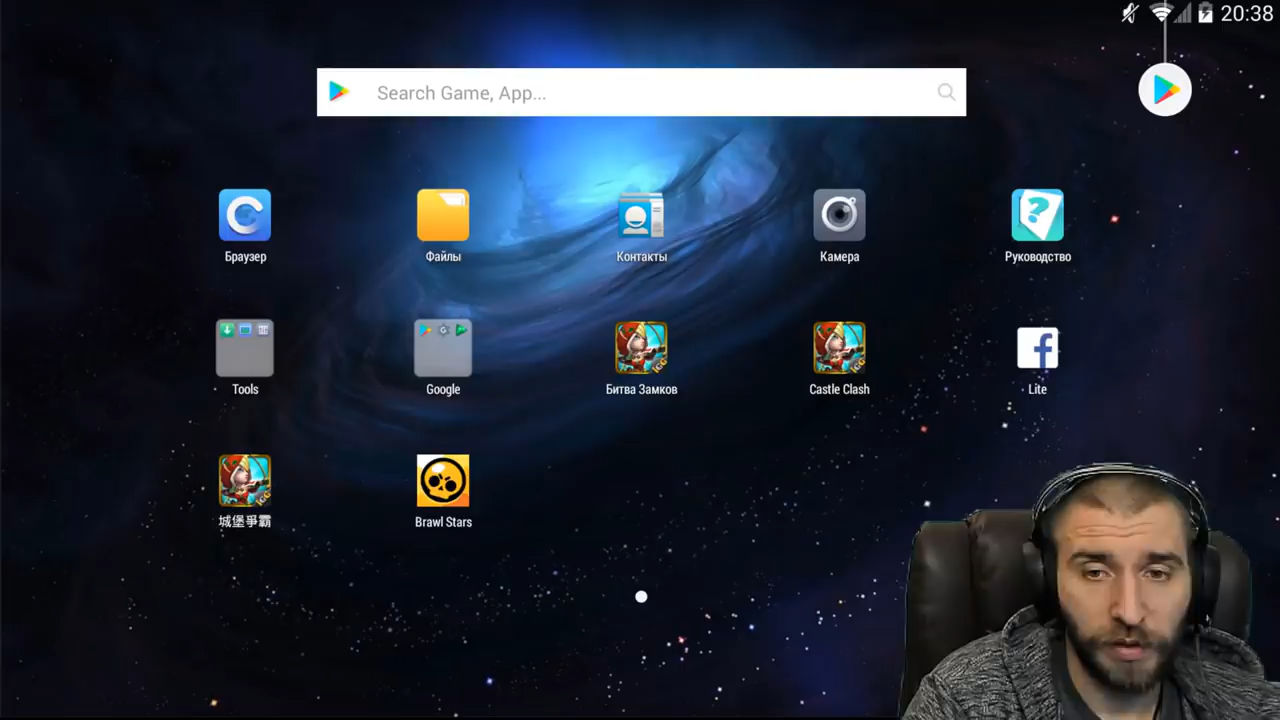 20:38
Search Game, App...
Браузер
Файлы
Контакты
Камера
Руководство
Tools
Google
Битва Замков
Castle Clash
Lite
城堡爭霸
Brawl Stars